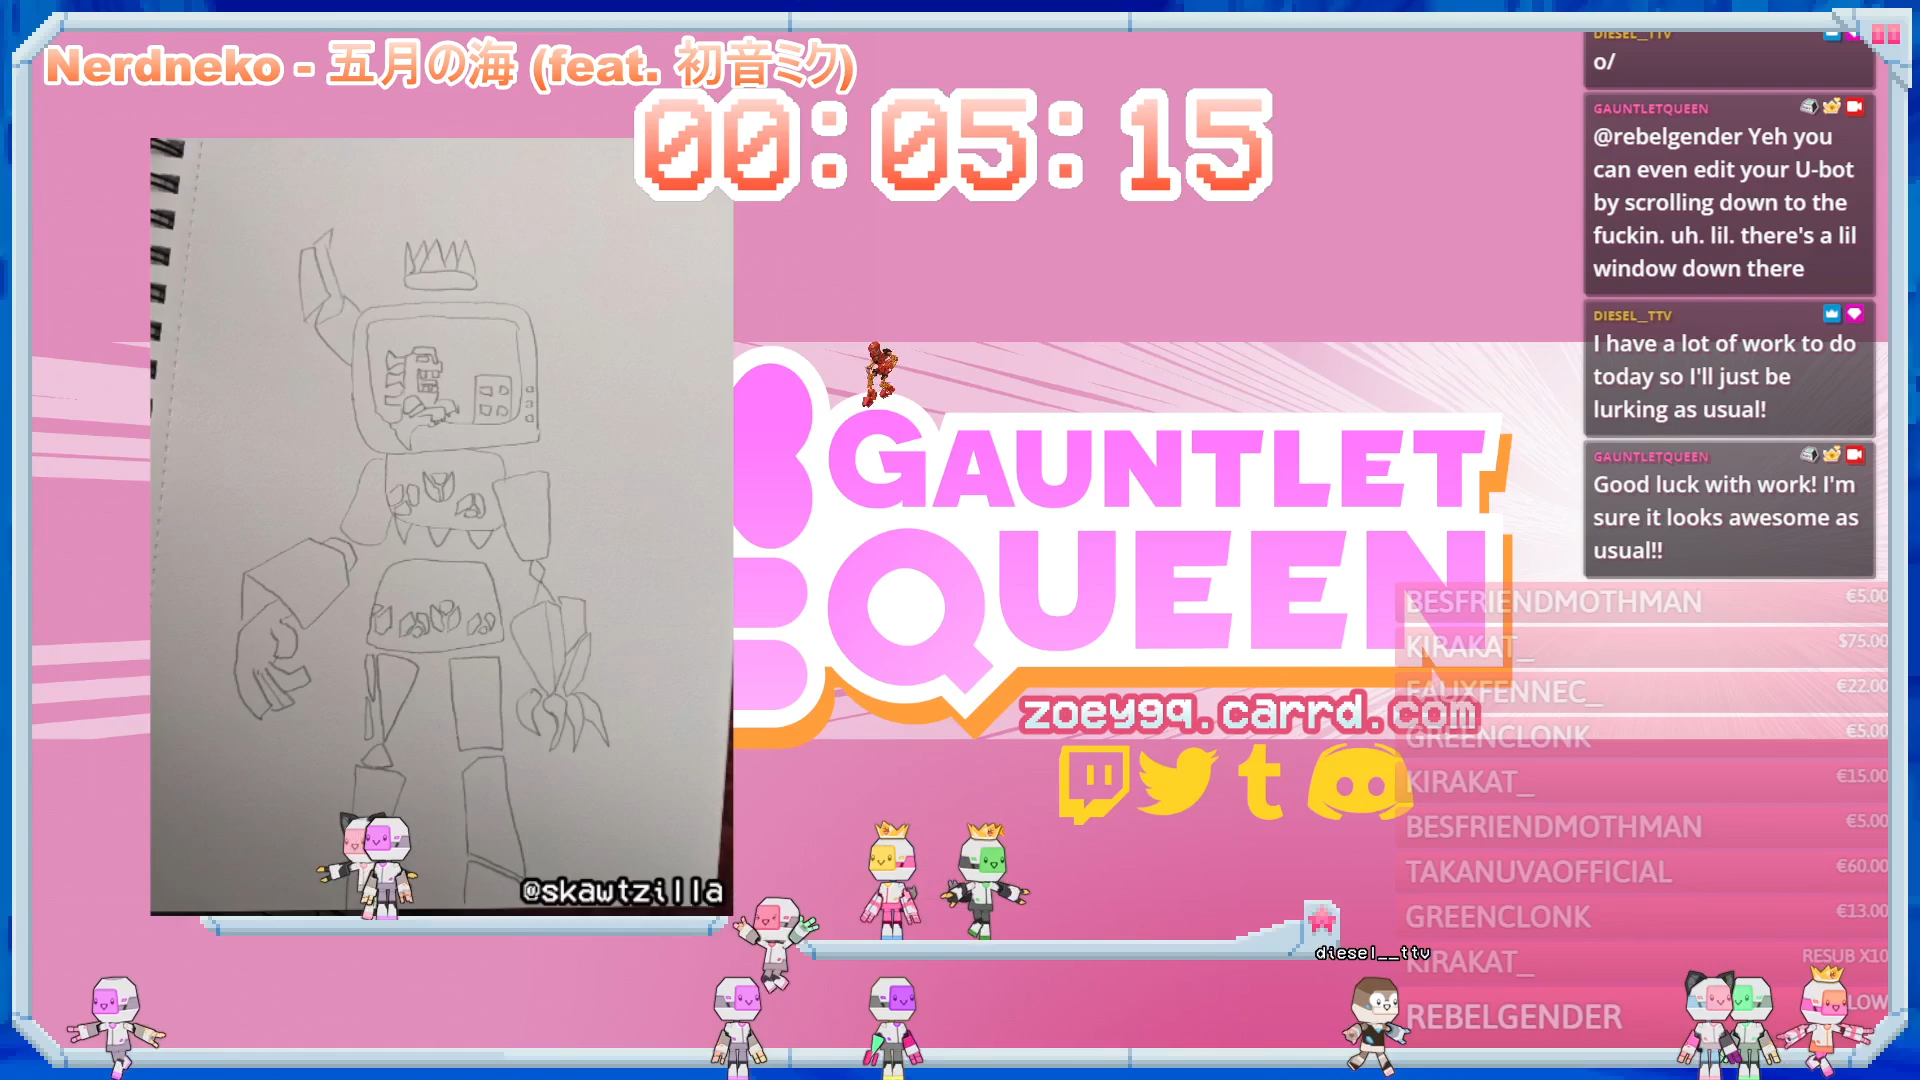 Nerdneko - 五月の海 (feat. 初音ミク)
00:05:15
DIESEL__TTV
o/
GAUNTLETQUEEN
@rebelgender Yeh you
can even edit your U-bot
by scrolling down to the
fuckin. uh. lil. there's a lil
window down there
DIESEL__TTV
I have a lot of work to do
today so I'll just be
lurking as usual!
GAUNTLETQUEEN
Good luck with work! I'm
sure it looks awesome as
usual!!
GAUNTLET
QUEEN
zoeygq.carrd.com
@skawtzilla
diesel__ttv
BESFRIENDMOTHMAN €5.00
KIRAKAT_ $75.00
FAUXFENNEC_ €22.00
GREENCLONK €5.00
KIRAKAT_ €15.00
BESFRIENDMOTHMAN €5.00
TAKANUVAOFFICIAL €60.00
GREENCLONK €13.00
KIRAKAT_ RESUB X10
REBELGENDER